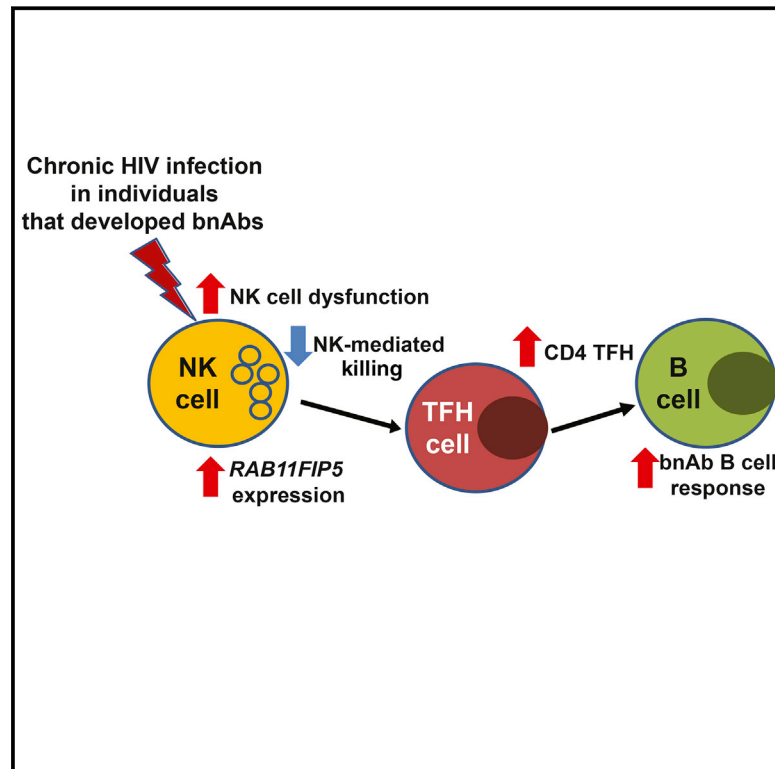 Chronic HIV infection
in individuals
that developed bnAbs
NK cell dysfunction
NK-mediated
killing
NK
cell
RAB11FIP5
expression
CD4 TFH
TFH
cell
B
cell
bnAb B cell
response